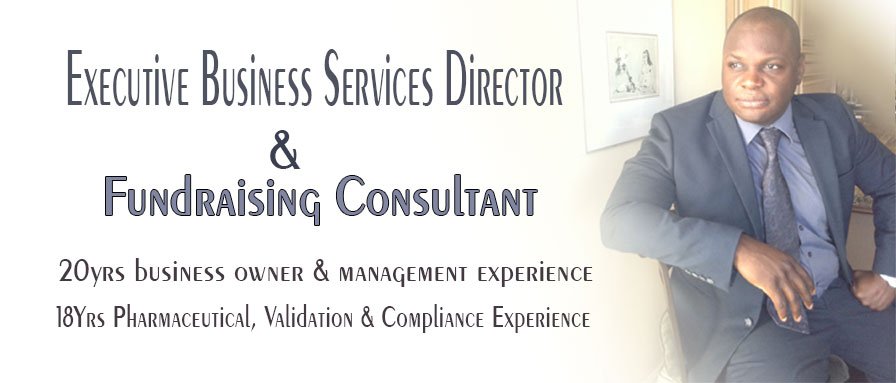 Executive Business Services Director
&
Fundraising Consultant
20yrs business owner & management experience
18Yrs Pharmaceutical, Validation & Compliance Experience